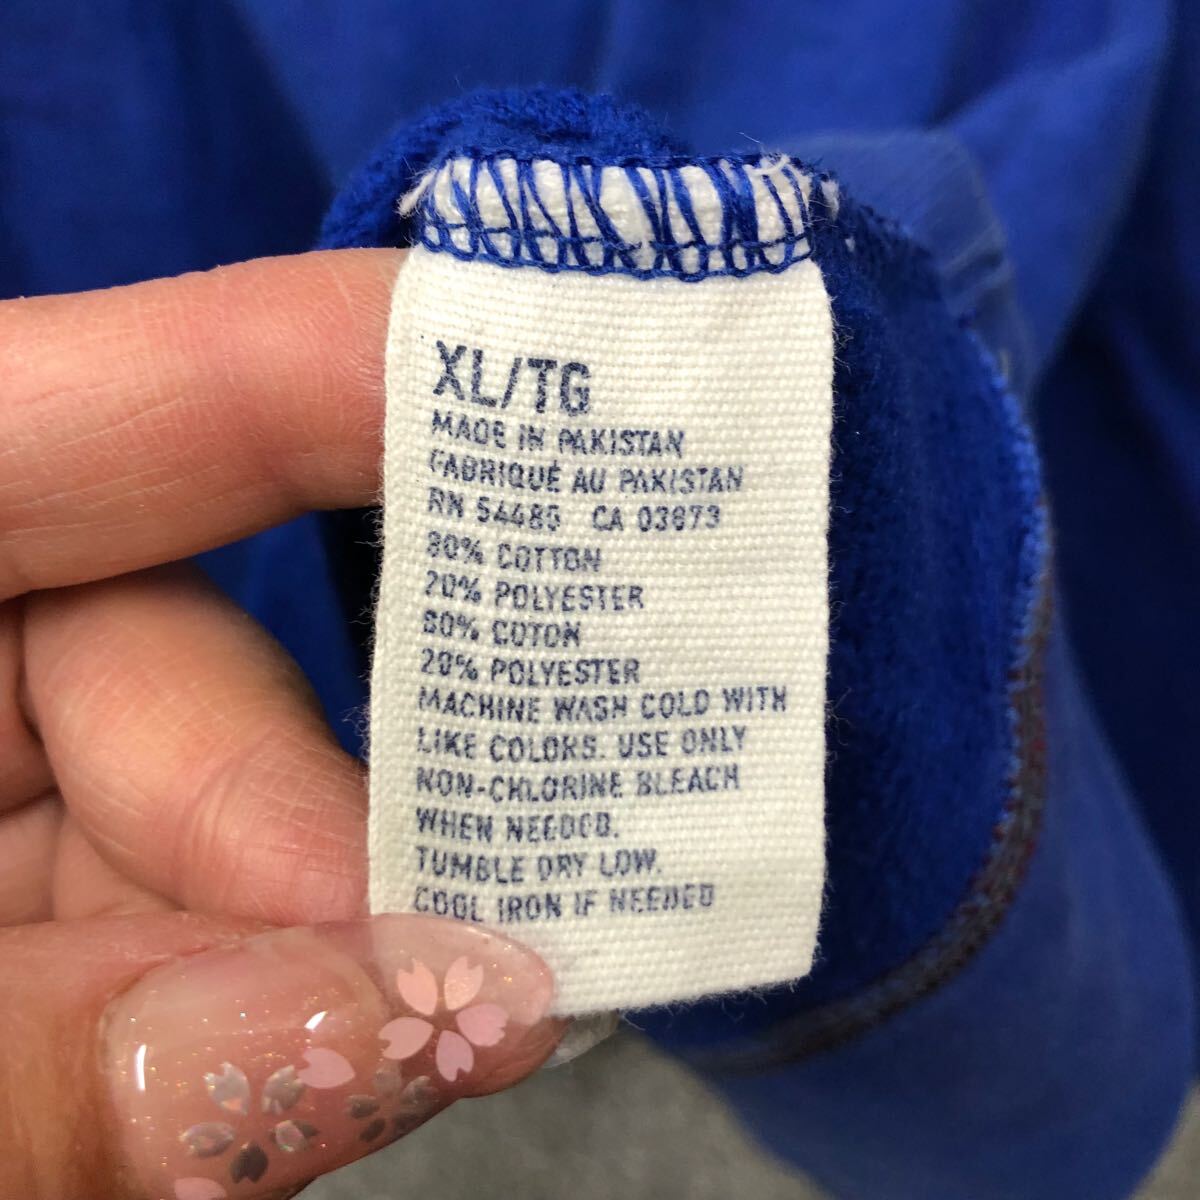 XL/TG
MADE IN PAKISTAN
FABRIQUÉ AU PAKISTAN
RN 54485 CA 03673
80% COTTON
20% POLYESTER
80% COTON
20% POLYESTER
MACHINE WASH COLD WITH
LIKE COLORS. USE ONLY
NON-CHLORINE BLEACH
WHEN NEEDED.
TUMBLE DRY LOW.
COOL IRON IF NEEDED